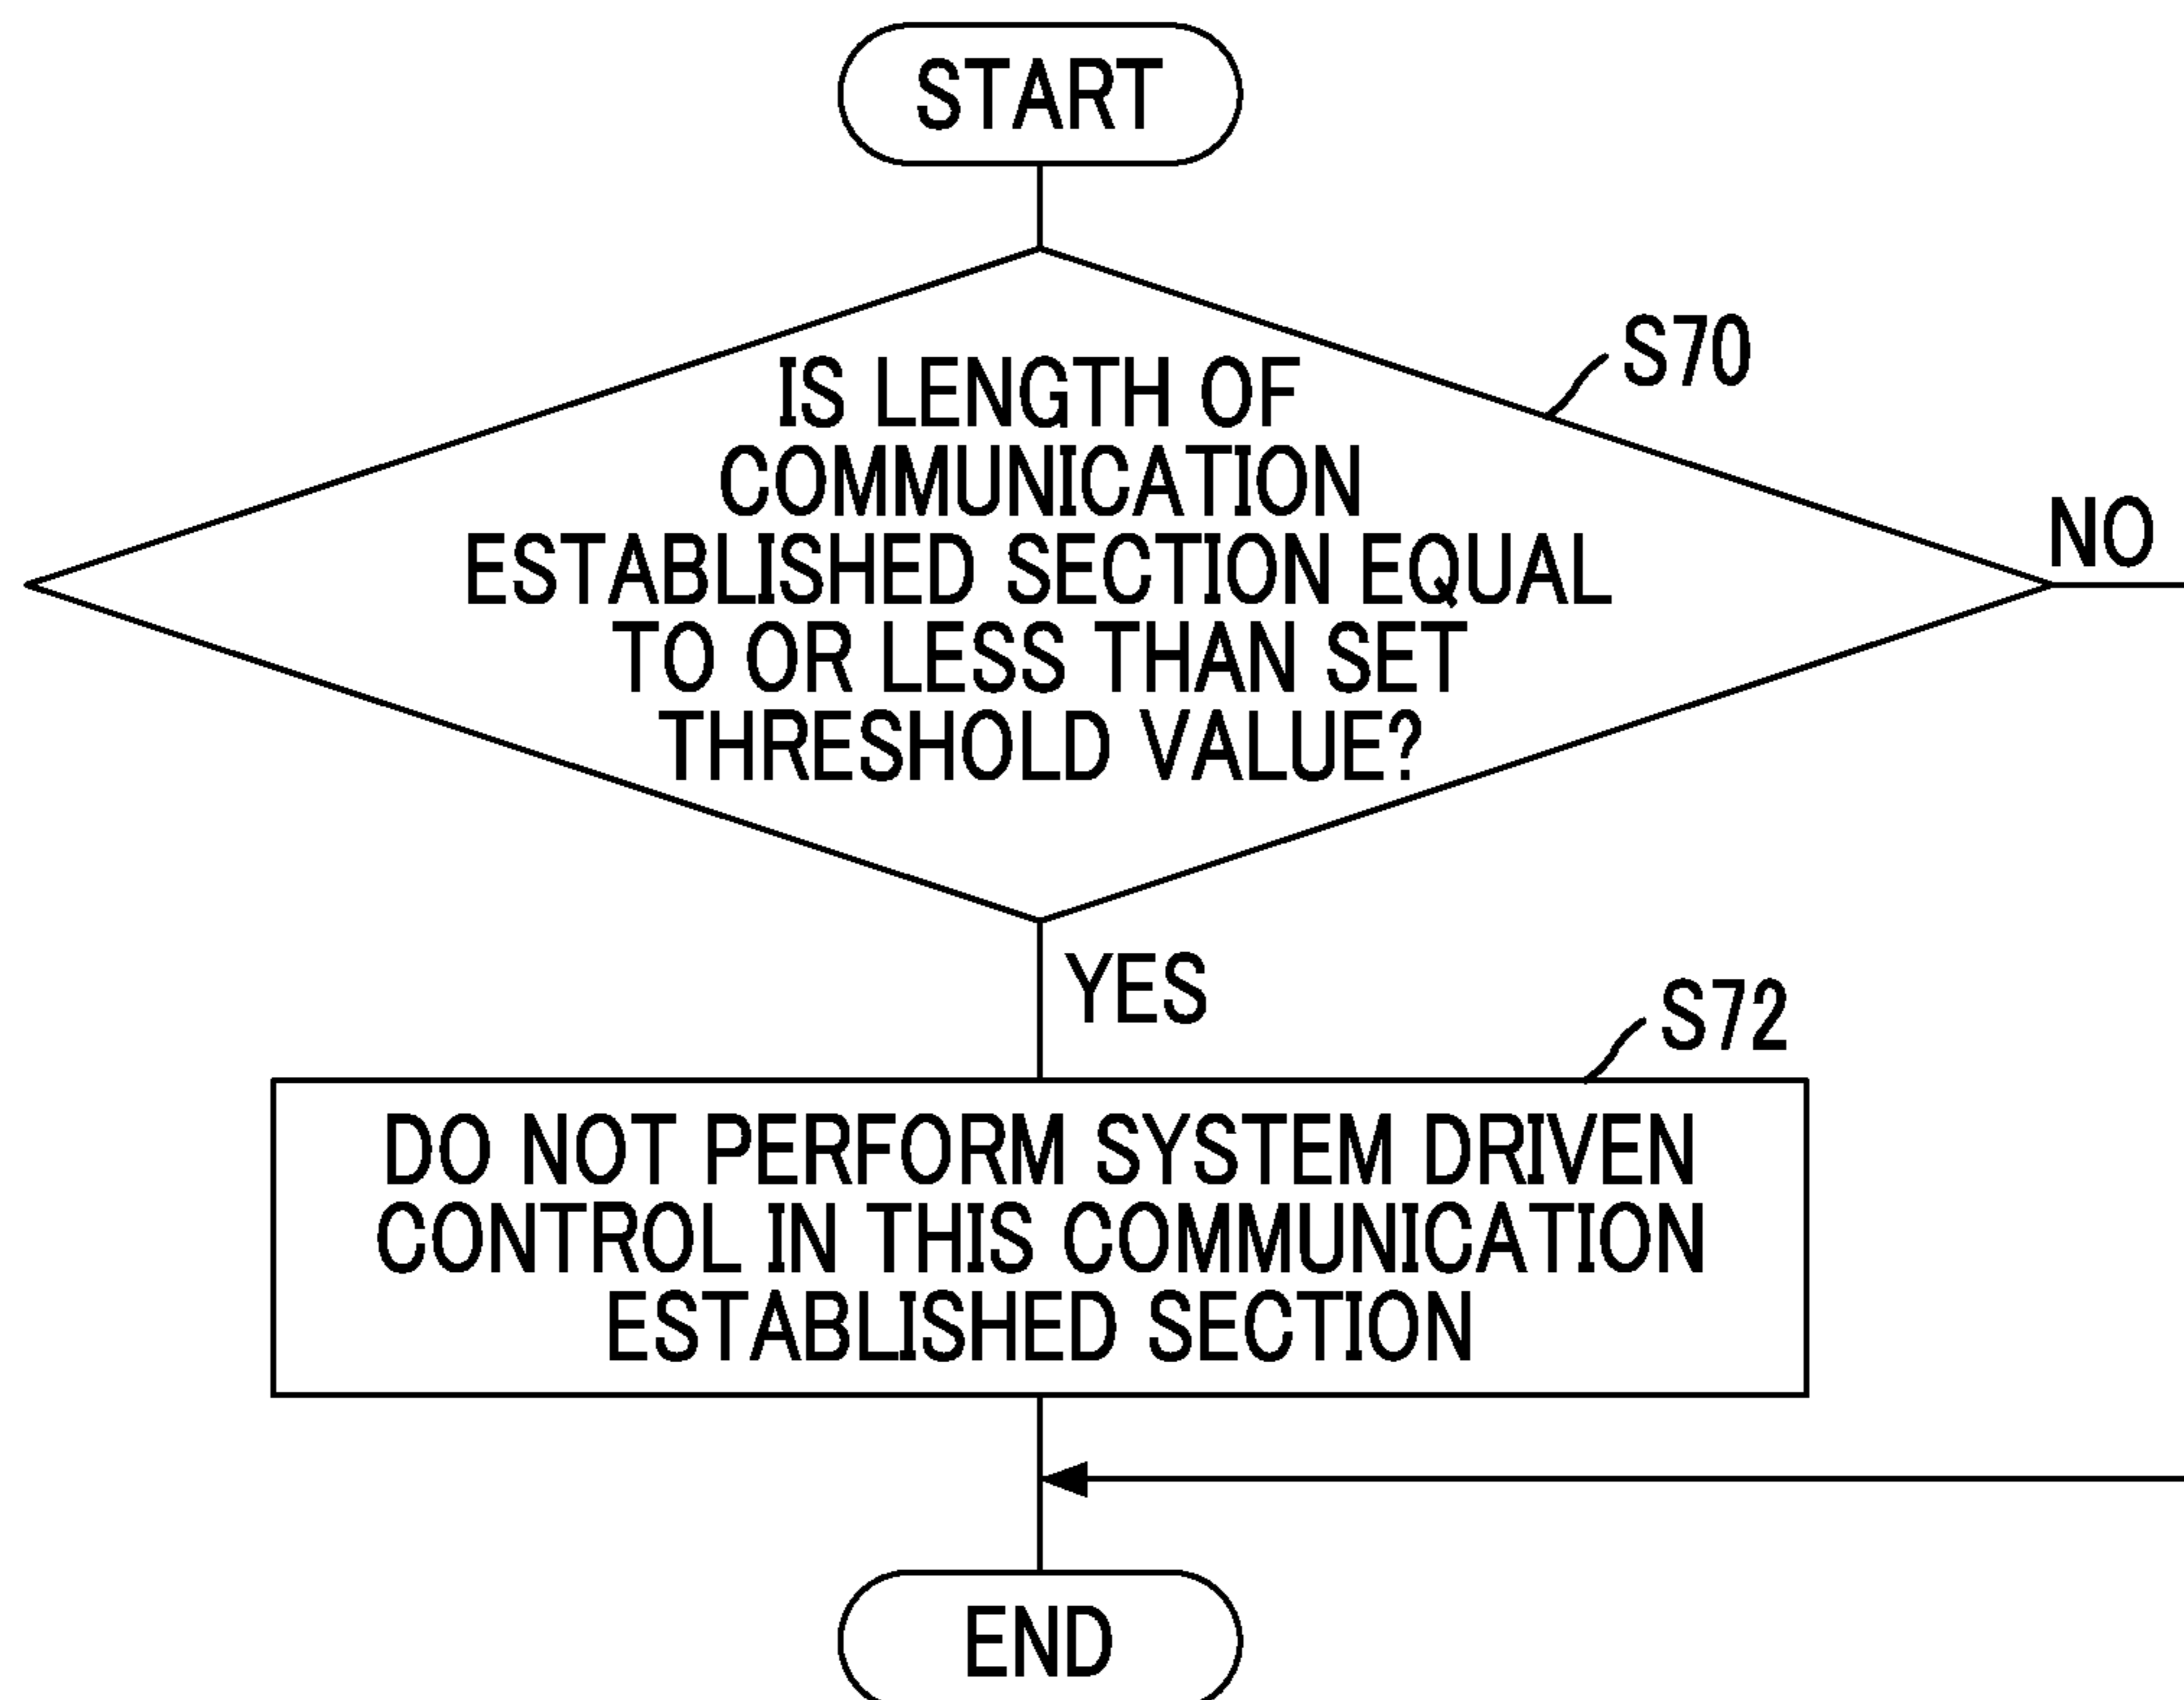 START
S70
IS LENGTH OF
COMMUNICATION
ESTABLISHED SECTION EQUAL
TO OR LESS THAN SET
THRESHOLD VALUE?
NO
YES
S72
DO NOT PERFORM SYSTEM DRIVEN
CONTROL IN THIS COMMUNICATION
ESTABLISHED SECTION
END